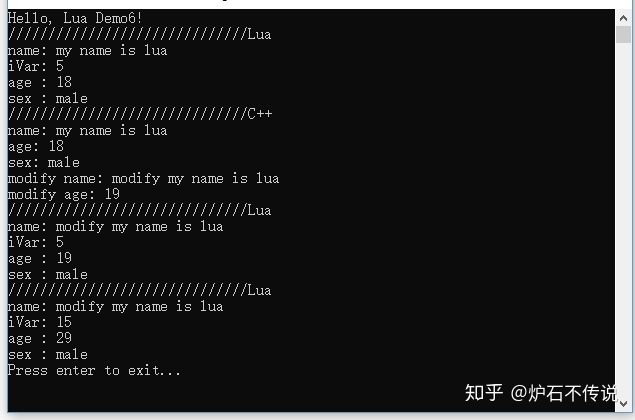 Hello, Lua Demo6!
//////////////////////////////Lua
name: my name is lua
iVar: 5
age : 18
sex : male
//////////////////////////////C++
name: my name is lua
age: 18
sex: male
modify name: modify my name is lua
modify age: 19
//////////////////////////////Lua
name: modify my name is lua
iVar: 5
age : 19
sex : male
//////////////////////////////Lua
name: modify my name is lua
iVar: 15
age : 29
sex : male
Press enter to exit...
知乎 @炉石不传说